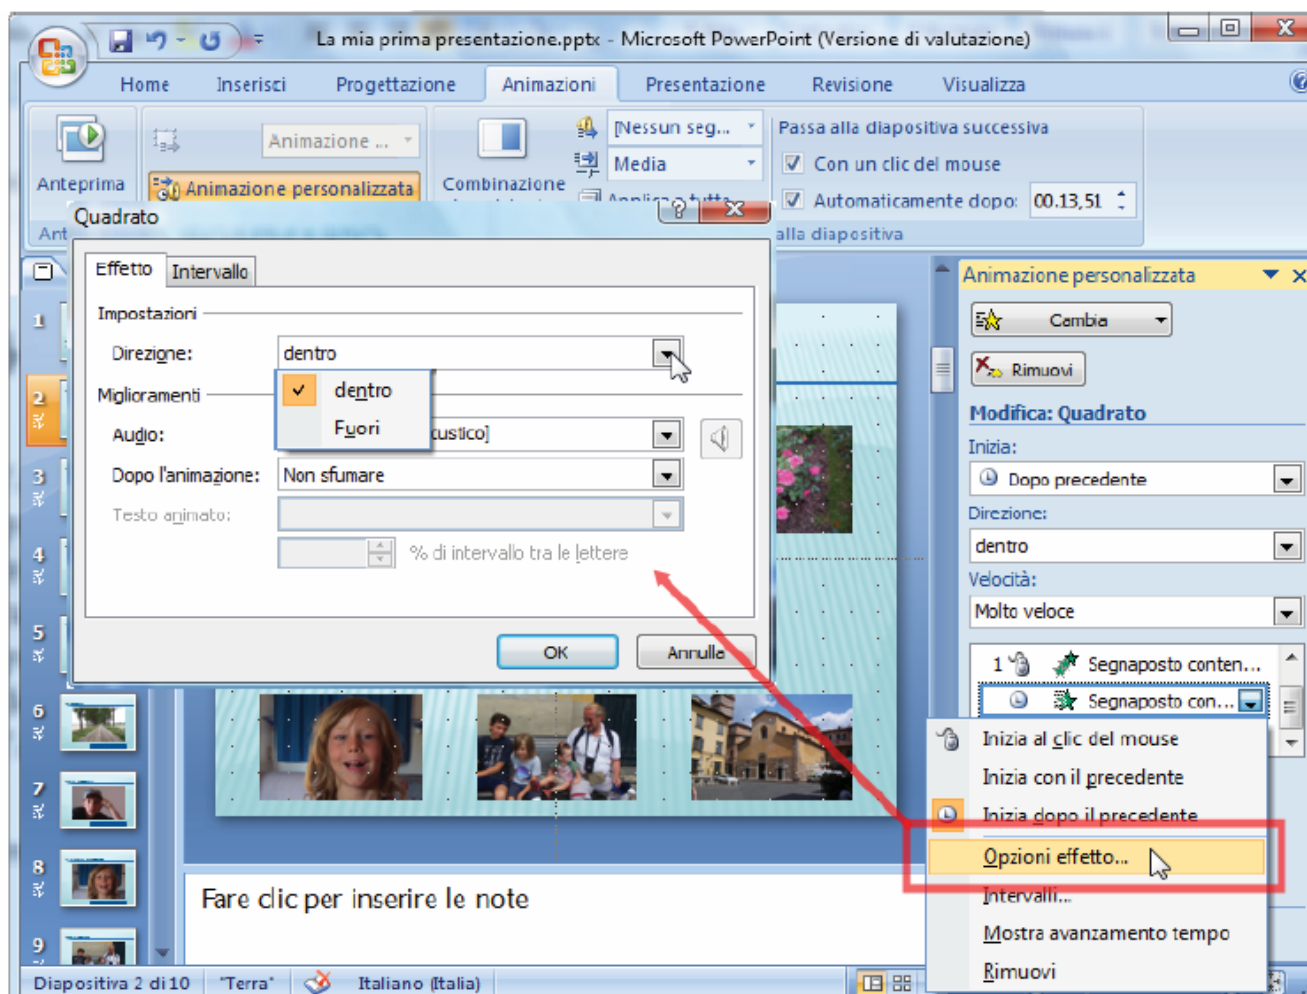 La mia prima presentazione.pptx - Microsoft PowerPoint (Versione di valutazione)
Home Inserisci Progettazione Animazioni Presentazione Revisione Visualizza
Anteprima
Animazione ...
Animazione personalizzata
Combinazione
[Nessun seg...
Media
Passa alla diapositiva successiva
Con un clic del mouse
Automaticamente dopo: 00.13,51
alla diapositiva
Quadrato
Effetto Intervallo
Impostazioni
Direzione: dentro
dentro
Fuori
Miglioramenti
Audio: custico]
Dopo l'animazione: Non sfumare
Testo animato:
% di intervallo tra le lettere
OK Annulla
1
2
3
4
5
6
7
8
9
Fare clic per inserire le note
Animazione personalizzata
Cambia
Rimuovi
Modifica: Quadrato
Inizia:
Dopo precedente
Direzione:
dentro
Velocità:
Molto veloce
1 Segnaposto conten...
Segnaposto con...
Inizia al clic del mouse
Inizia con il precedente
Inizia dopo il precedente
Opzioni effetto...
Intervalli...
Mostra avanzamento tempo
Rimuovi
Diapositiva 2 di 10 "Terra" Italiano (Italia)